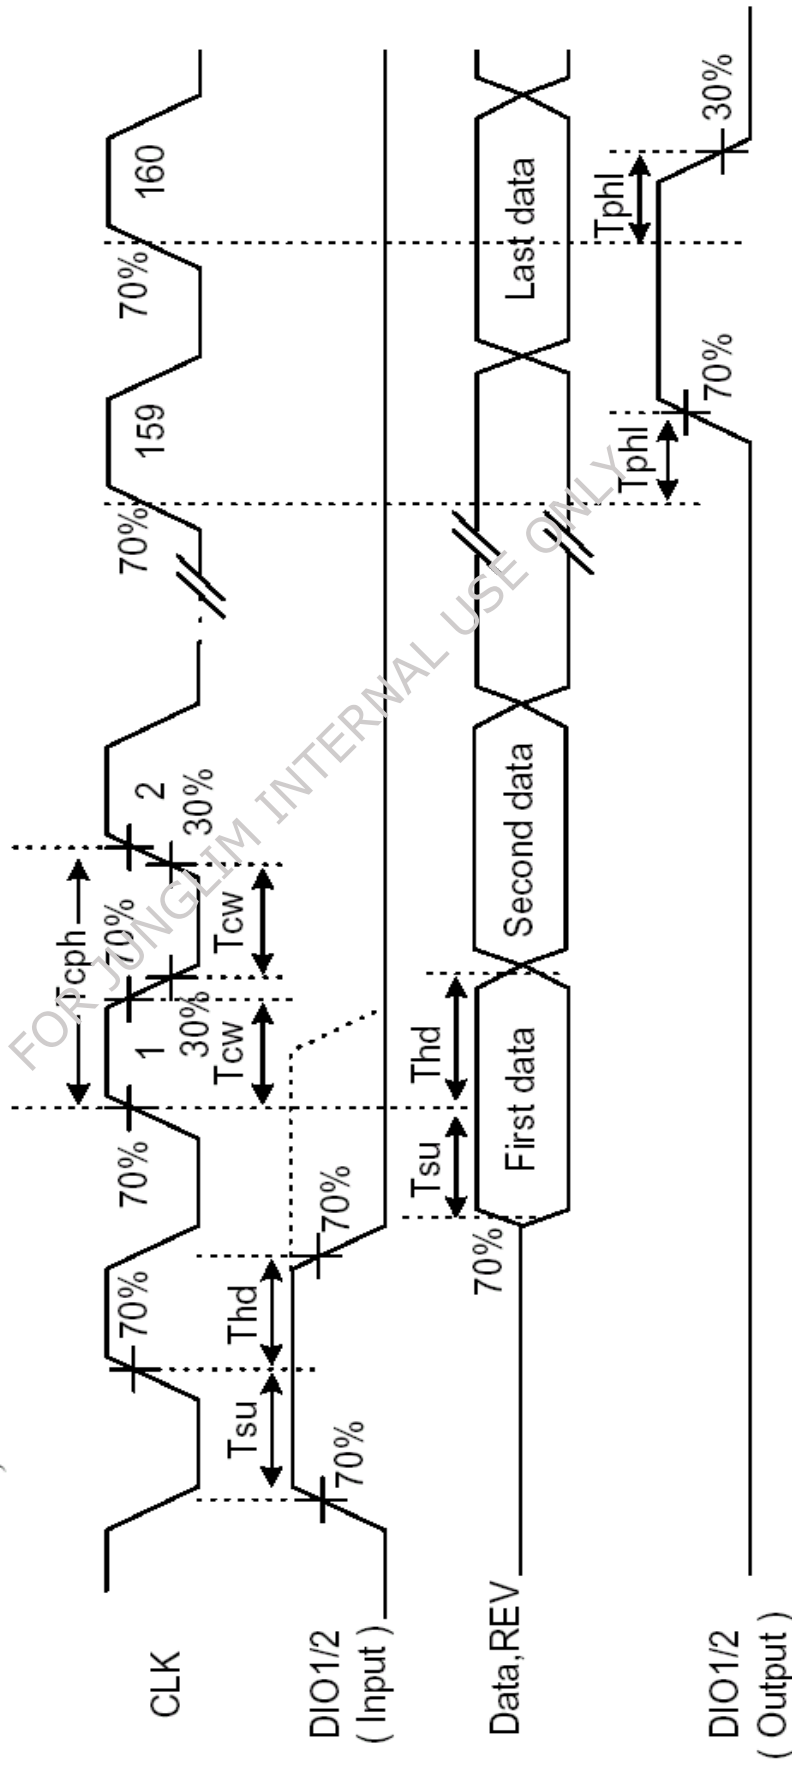 CLK
70%
70%
1
Tcph
70%
30%
2
30%
70%
159
70%
160
Tsu
Thd
Tcw
Tcw
DIO1/2
( Input )
70%
70%
Tsu
Thd
Data,REV
70%
First data
Second data
Last data
Tphl
Tphl
DIO1/2
( Output )
70%
30%
FOR JUNGLIM INTERNAL USE ONLY